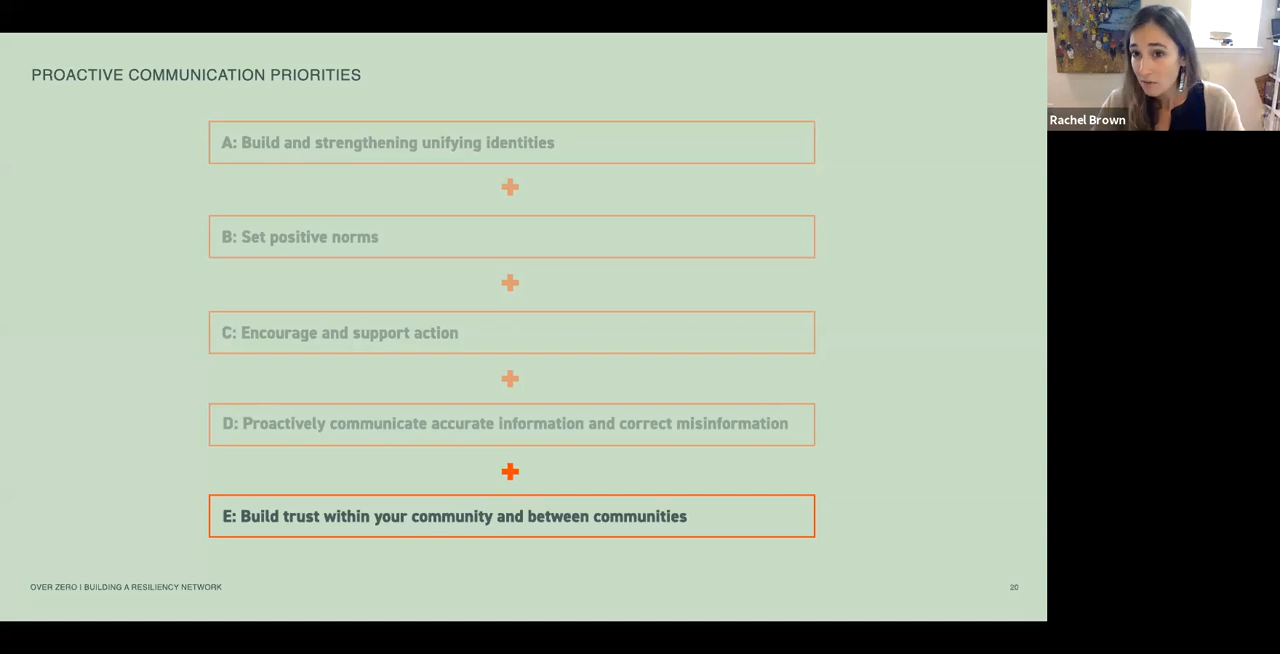 PROACTIVE COMMUNICATION PRIORITIES
A: Build and strengthening unifying identities
B: Set positive norms
C: Encourage and support action
D: Proactively communicate accurate information and correct misinformation
E: Build trust within your community and between communities
OVER ZERO I BUILDING A RESILIENCY NETWORK
20
Rachel Brown